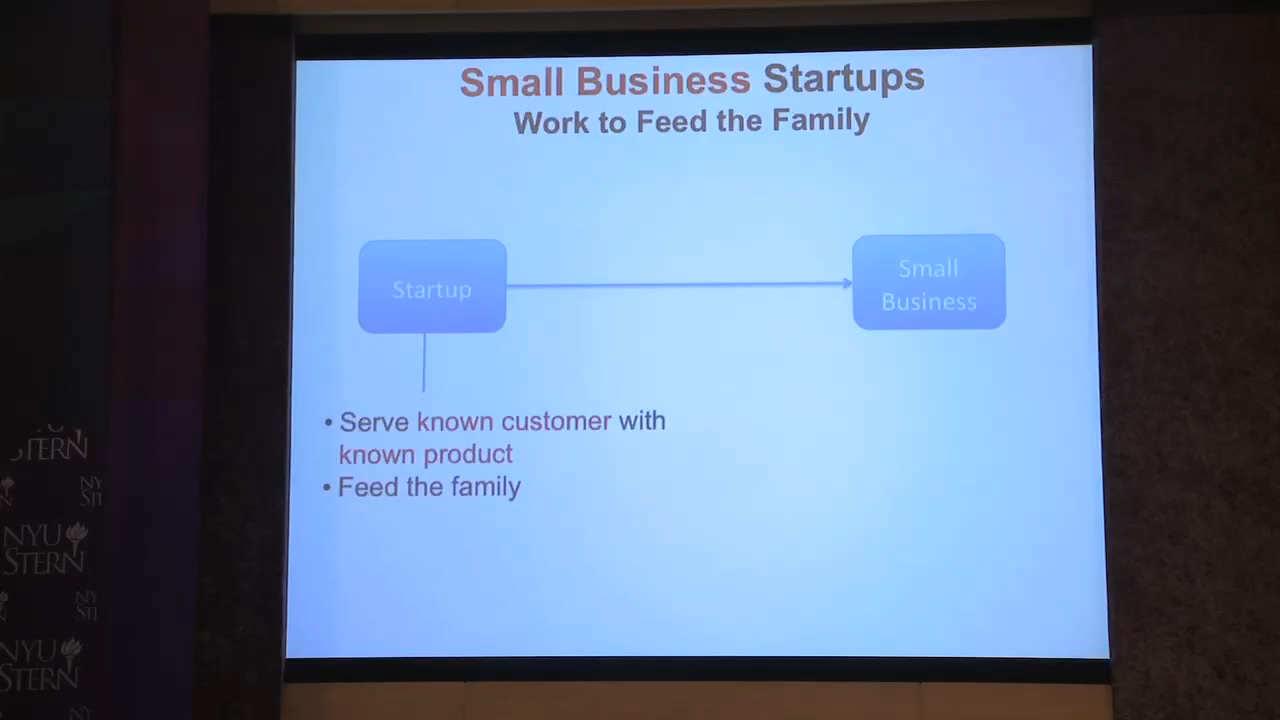 Small Business Startups
Work to Feed the Family
Startup
Small
Business
• Serve known customer with
known product
• Feed the family
STERN
NY
NYU
STERN
NYU
STERN